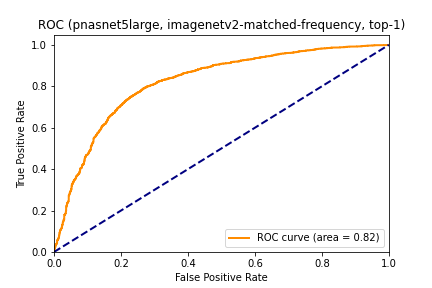 ROC (pnasnet5large, imagenetv2-matched-frequency, top-1)
1.0
0.8
0.6
0.4
0.2
0.0
True Positive Rate
ROC curve (area = 0.82)
0.0 0.2 0.4 0.6 0.8 1.0
False Positive Rate